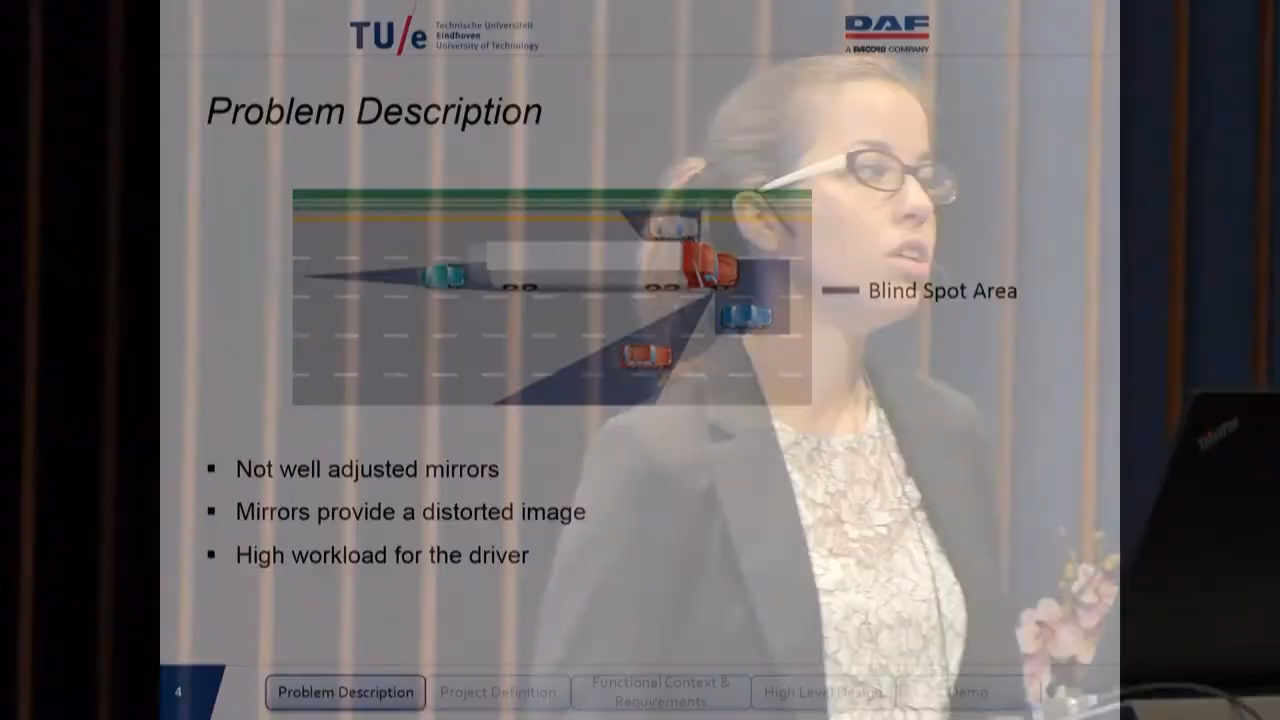 TU/e
Technische Universiteit
Eindhoven
University of Technology
DAF
A PACCAR COMPANY
Problem Description
Blind Spot Area
▪ Not well adjusted mirrors
▪ Mirrors provide a distorted image
▪ High workload for the driver
4
Problem Description
Project Definition
Functional Context &
Requirements
High Level Design
Demo
ThinkPad